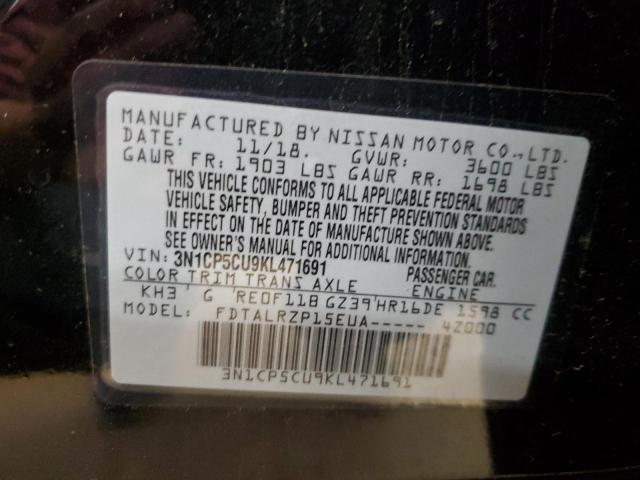 MANUFACTURED BY NISSAN MOTOR CO.,LTD.
DATE: 11/18. GVWR: 3600 LBS
GAWR FR: 1903 LBS GAWR RR: 1698 LBS
THIS VEHICLE CONFORMS TO ALL APPLICABLE FEDERAL MOTOR
VEHICLE SAFETY, BUMPER AND THEFT PREVENTION STANDARDS
IN EFFECT ON THE DATE OF MANUFACTURE SHOWN ABOVE.
SEE OWNER'S MANUAL FOR ADDITIONAL INFORMATION.
VIN: 3N1CP5CU9KL471691 PASSENGER CAR.
COLOR TRIM TRANS AXLE ENGINE
KH3 G RE0F11B GZ39 HR16DE 1598 CC
MODEL: FDTALRZP15EUA----- 42000
3N1CP5CU9KL471691